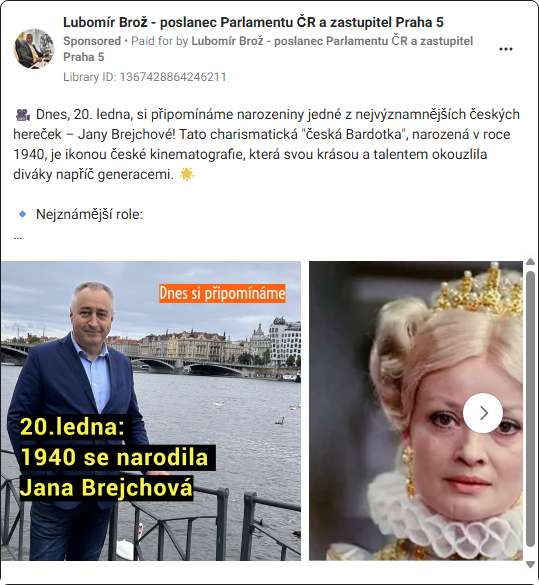 Lubomír Brož - poslanec Parlamentu ČR a zastupitel Praha 5
Sponsored • Paid for by Lubomír Brož - poslanec Parlamentu ČR a zastupitel
Praha 5
Library ID: 1367428864246211
🎥 Dnes, 20. ledna, si připomínáme narozeniny jedné z nejvýznamnějších českých
hereček – Jany Brejchové! Tato charismatická "česká Bardotka", narozená v roce
1940, je ikonou české kinematografie, která svou krásou a talentem okouzlila
diváky napříč generacemi. 🌟
🔹 Nejznámější role:
...
Dnes si připomínáme
20.ledna:
1940 se narodila
Jana Brejchová